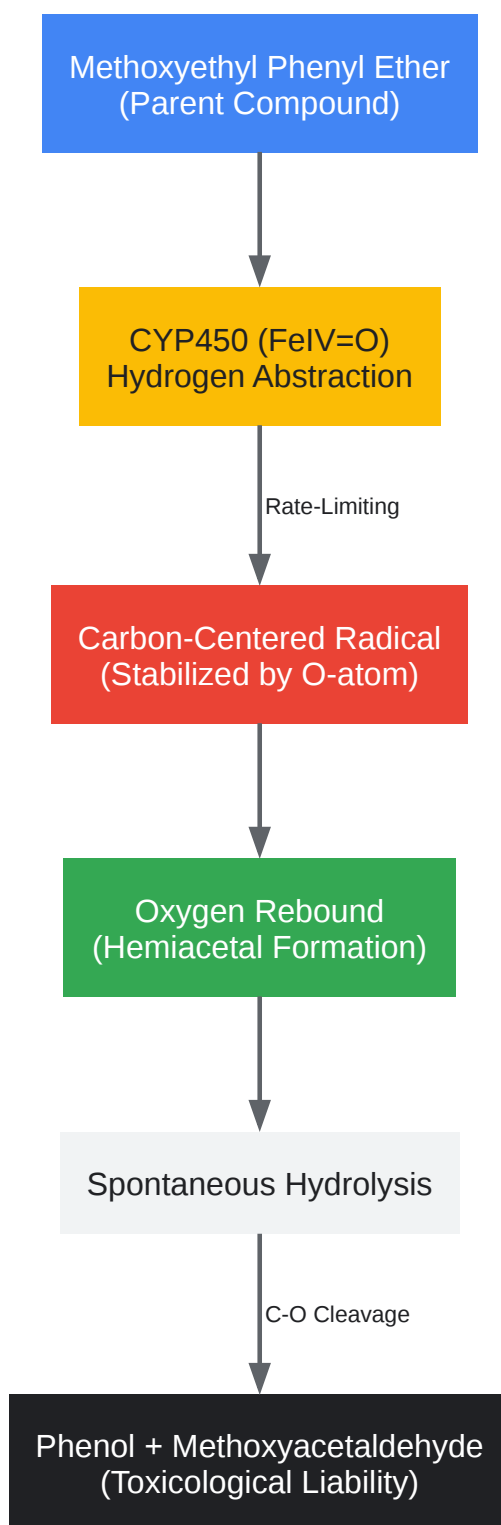 Methoxyethyl Phenyl Ether
(Parent Compound)
CYP450 (FeIV=O)
Hydrogen Abstraction
Rate-Limiting
Carbon-Centered Radical
(Stabilized by O-atom)
Oxygen Rebound
(Hemiacetal Formation)
Spontaneous Hydrolysis
C-O Cleavage
Phenol + Methoxyacetaldehyde
(Toxicological Liability)